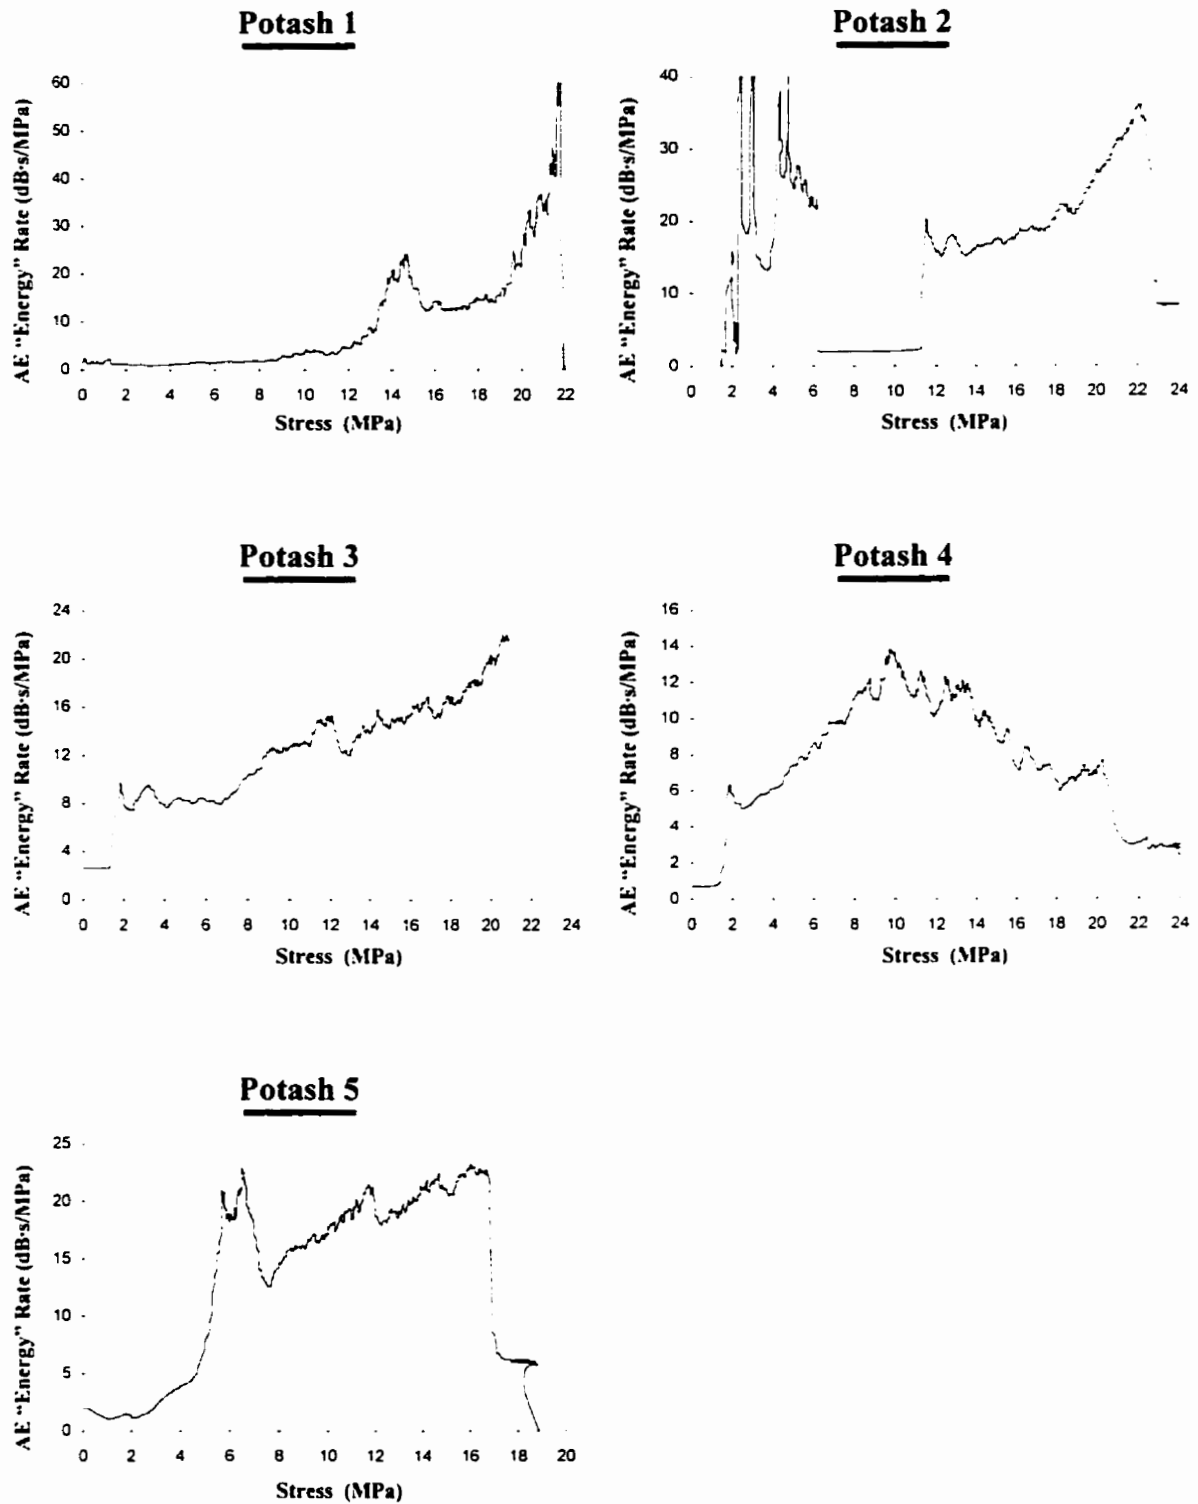 Potash 1
AE “Energy” Rate (dB·s/MPa)
60
50
40
30
20
10
0
0 2 4 6 8 10 12 14 16 18 20 22
Stress (MPa)
Potash 2
AE “Energy” Rate (dB·s/MPa)
40
30
20
10
0
0 2 4 6 8 10 12 14 16 18 20 22 24
Stress (MPa)
Potash 3
AE “Energy” Rate (dB·s/MPa)
24
20
16
12
8
4
0
0 2 4 6 8 10 12 14 16 18 20 22 24
Stress (MPa)
Potash 4
AE “Energy” Rate (dB·s/MPa)
16
14
12
10
8
6
4
2
0
0 2 4 6 8 10 12 14 16 18 20 22 24
Stress (MPa)
Potash 5
AE “Energy” Rate (dB·s/MPa)
25
20
15
10
5
0
0 2 4 6 8 10 12 14 16 18 20
Stress (MPa)